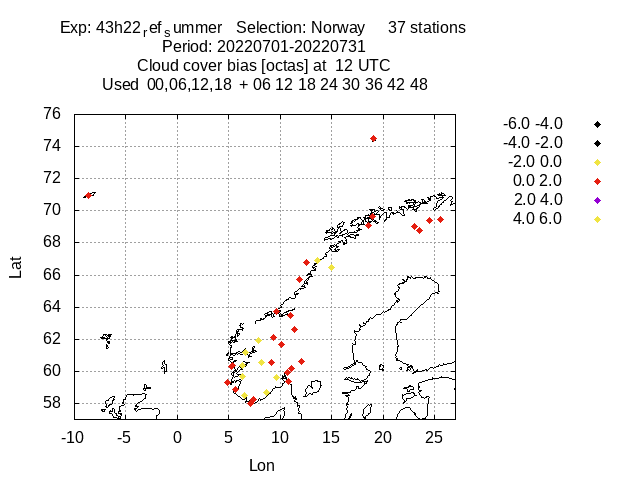 Exp: 43h22ref summer Selection: Norway 37 stations
Period: 20220701-20220731
Cloud cover bias [octas] at 12 UTC
Used 00,06,12,18 + 06 12 18 24 30 36 42 48
76
74
72
70
68
66
64
62
60
58
-10 -5 0 5 10 15 20 25
Lat
Lon
-6.0 -4.0
-4.0 -2.0
-2.0 0.0
0.0 2.0
2.0 4.0
4.0 6.0